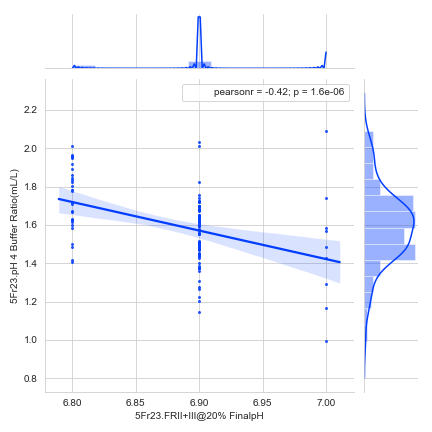 pearsonr = -0.42; p = 1.6e-06
2.2
2.0
1.8
1.6
1.4
1.2
1.0
0.8
5Fr23.pH 4 Buffer Ratio(mL/L)
6.80 6.85 6.90 6.95 7.00
5Fr23.FRII+III@20% FinalpH